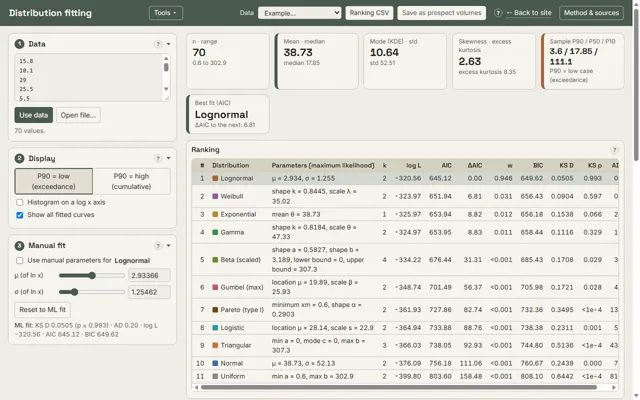 Distribution fitting
Tools
Data
Example...
Ranking CSV
Save as prospect volumes
?
← Back to site
Method & sources
1 Data ?
15.8
10.1
29
25.5
5.5
Use data
Open file...
70 values.
2 Display ?
P90 = low (exceedance)
P90 = high (cumulative)
Histogram on a log x axis
Show all fitted curves
3 Manual fit ?
Use manual parameters for Lognormal
μ (of ln x) 2.93366
σ (of ln x) 1.25462
Reset to ML fit
ML fit: KS D 0.0505 (p ≈ 0.993) · AD 0.20 · log L
−320.56 · AIC 645.12 · BIC 649.62
n · range
70
0.6 to 302.9
Mean · median
38.73
median 17.85
Mode (KDE) · std
10.64
std 52.51
Skewness · excess kurtosis
2.63
excess kurtosis 8.35
Sample P90 / P50 / P10
3.6 / 17.85 / 111.1
P90 = low case (exceedance)
Best fit (AIC)
Lognormal
ΔAIC to the next: 6.81
Ranking ?
# Distribution Parameters (maximum likelihood) k log L AIC ΔAIC w BIC KS D KS p
1 Lognormal μ = 2.934, σ = 1.255 2 −320.56 645.12 0.00 0.946 649.62 0.0505 0.993
2 Weibull shape k = 0.8445, scale λ = 35.02 2 −323.97 651.94 6.81 0.031 656.43 0.0904 0.597
3 Exponential mean θ = 38.73 1 −325.97 653.94 8.82 0.012 656.18 0.1538 0.066
4 Gamma shape k = 0.8184, scale θ = 47.33 2 −324.97 653.95 8.83 0.011 658.44 0.1116 0.329
5 Beta (scaled) shape a = 0.5827, shape b = 3.189, lower bound = 0, upper bound = 307.3 4 −334.22 676.44 31.31 <0.001 685.43 0.1708 0.029
6 Gumbel (max) location μ = 19.89, scale β = 25.93 2 −348.74 701.49 56.37 <0.001 705.98 0.1721 0.028
7 Pareto (type I) minimum xm = 0.6, shape α = 0.2903 2 −361.93 727.86 82.74 <0.001 732.36 0.3495 <1e-4
8 Logistic location μ = 28.14, scale s = 22.9 2 −364.94 733.88 88.76 <0.001 738.38 0.2311 0.001
9 Triangular min a = 0, mode c = 0, max b = 307.3 3 −366.03 738.05 92.93 <0.001 744.80 0.5136 <1e-4
10 Normal μ = 38.73, σ = 52.13 2 −376.09 756.18 111.06 <0.001 760.67 0.2439 0.000
11 Uniform min a = 0.6, max b = 302.9 2 −399.80 803.60 158.48 <0.001 808.10 0.6442 <1e-4